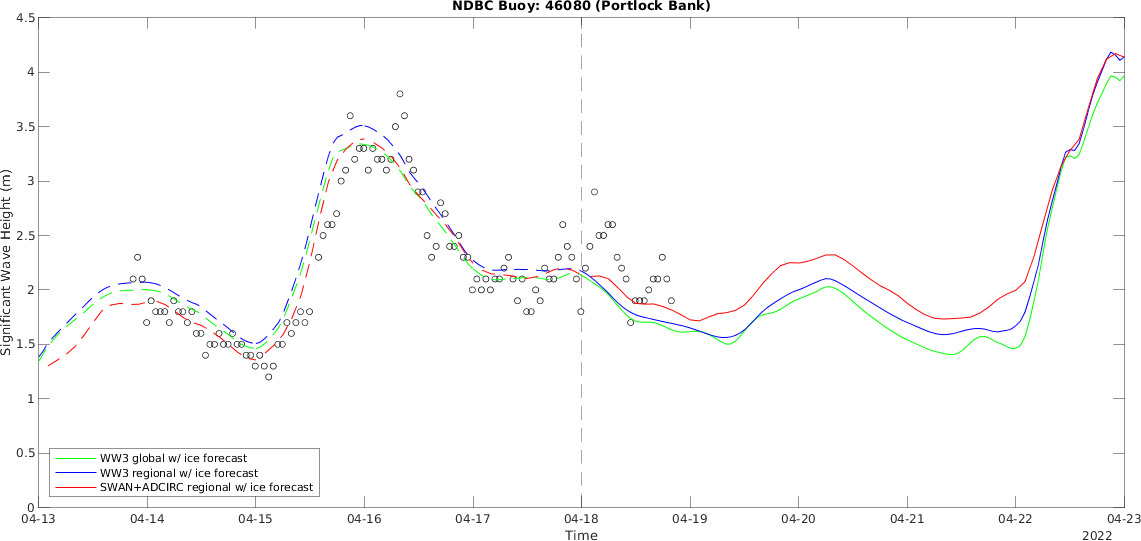 NDBC Buoy: 46080 (Portlock Bank)
Significant Wave Height (m)
4.5
4
3.5
3
2.5
2
1.5
1
0.5
0
WW3 global w/ ice forecast
WW3 regional w/ ice forecast
SWAN+ADCIRC regional w/ ice forecast
04-13 04-14 04-15 04-16 04-17 04-18 04-19 04-20 04-21 04-22 04-23
Time
2022